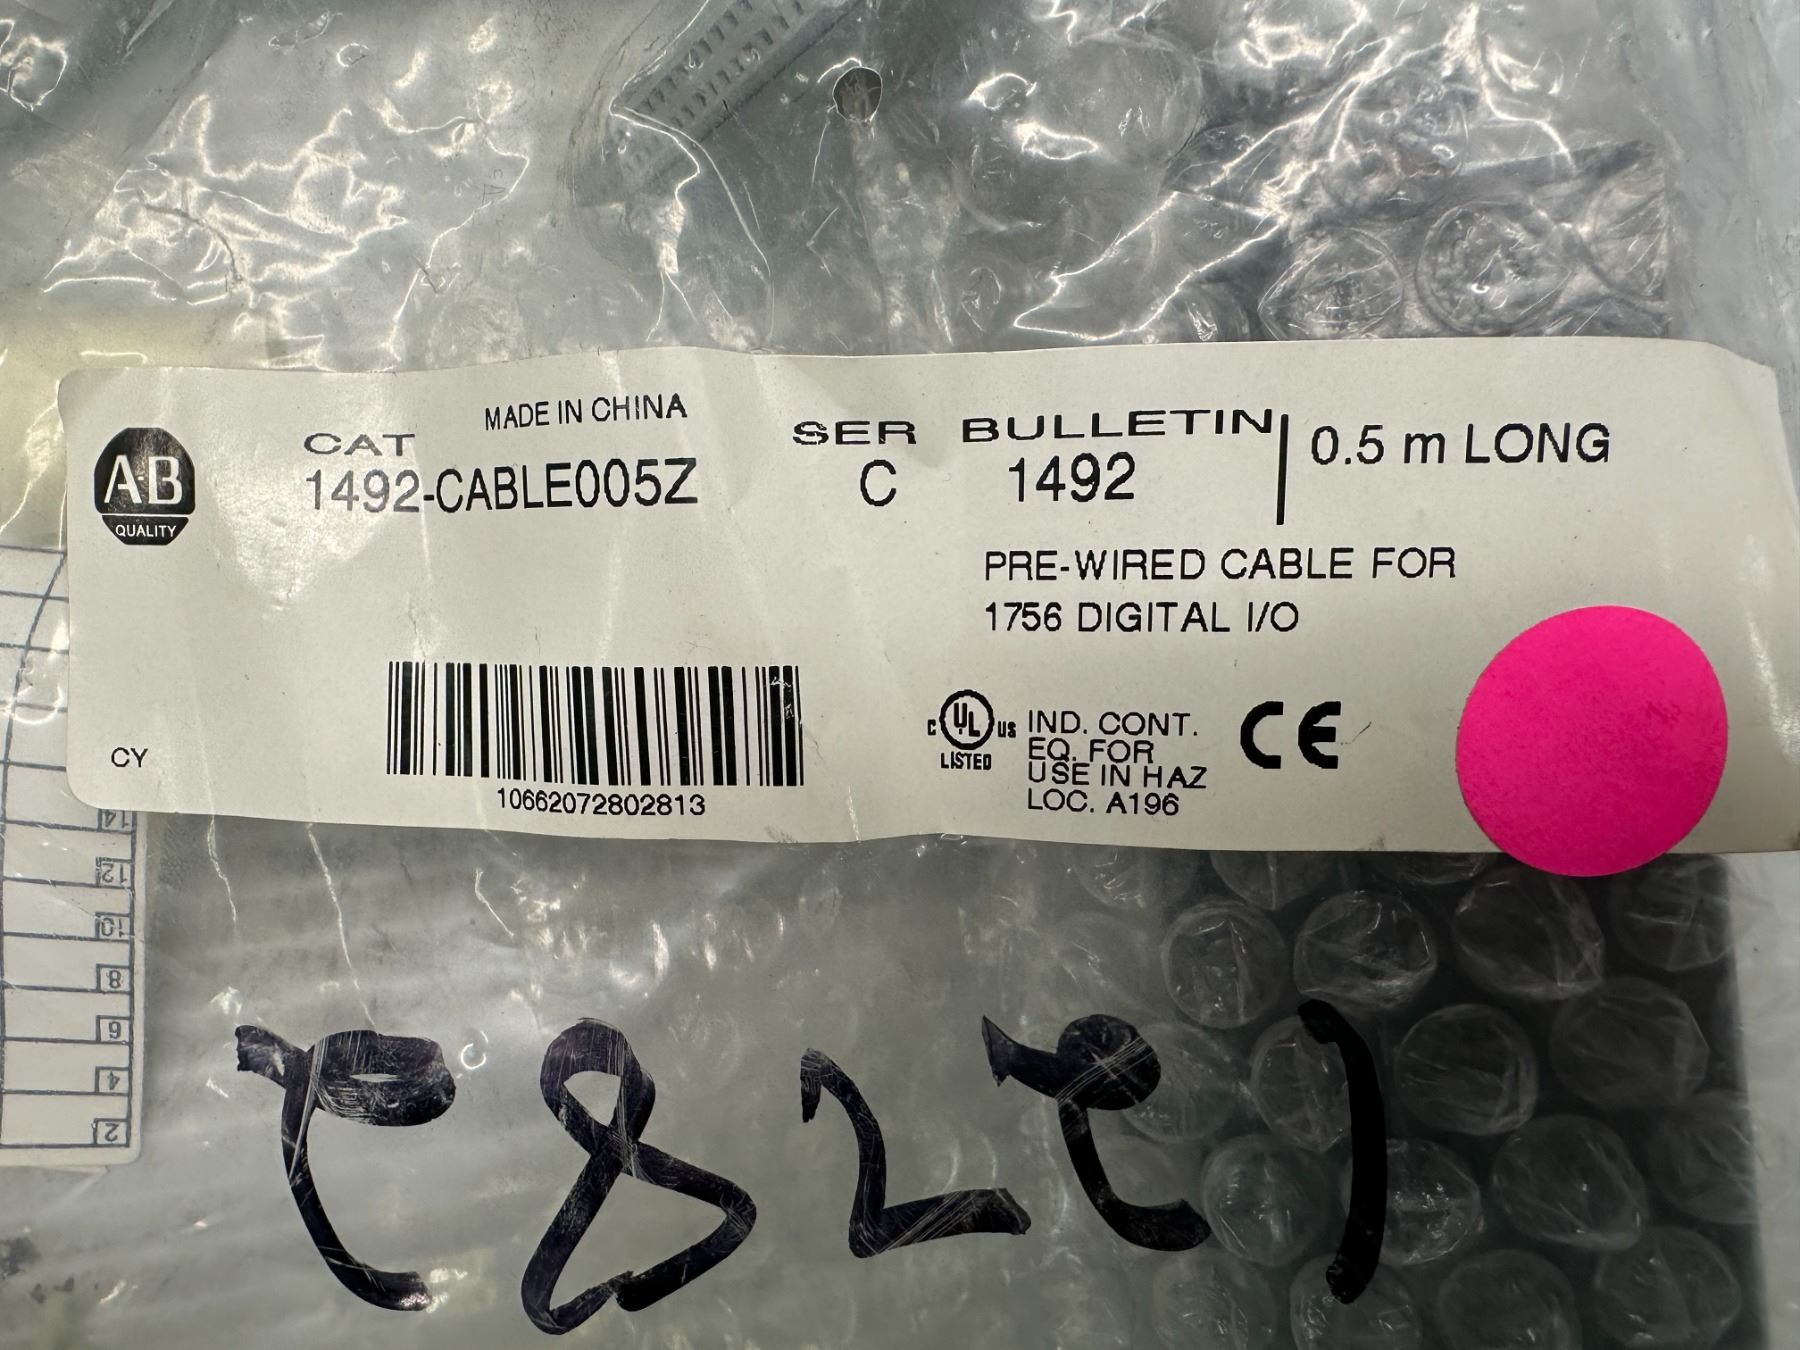 MADE IN CHINA
CAT
1492-CABLE005Z
SER
C
BULLETIN
1492
0.5 m LONG
AB
QUALITY
PRE-WIRED CABLE FOR
1756 DIGITAL I/O
CY
10662072802813
C UL US
LISTED
IND. CONT.
EQ. FOR
USE IN HAZ
LOC. A196
CE
14
12
10
8
6
4
2